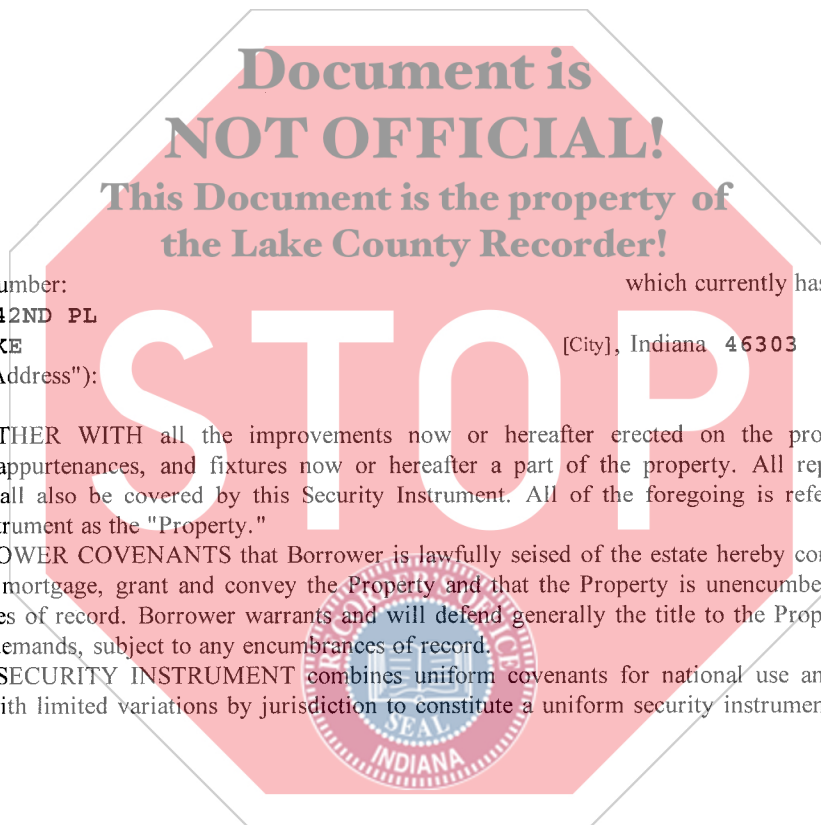 Document is
NOT OFFICIAL!
This Document is the property of
the Lake County Recorder!
umber: which currently has
42ND PL
KE [City], Indiana 46303
Address"):
STOP
THER WITH all the improvements now or hereafter erected on the pro
appurtenances, and fixtures now or hereafter a part of the property. All rep
all also be covered by this Security Instrument. All of the foregoing is refe
trument as the "Property."
OWER COVENANTS that Borrower is lawfully seised of the estate hereby con
mortgage, grant and convey the Property and that the Property is unencumbe
es of record. Borrower warrants and will defend generally the title to the Prop
demands, subject to any encumbrances of record.
SECURITY INSTRUMENT combines uniform covenants for national use an
ith limited variations by jurisdiction to constitute a uniform security instrumen
RECORDER'S OFFICE
SEAL
INDIANA